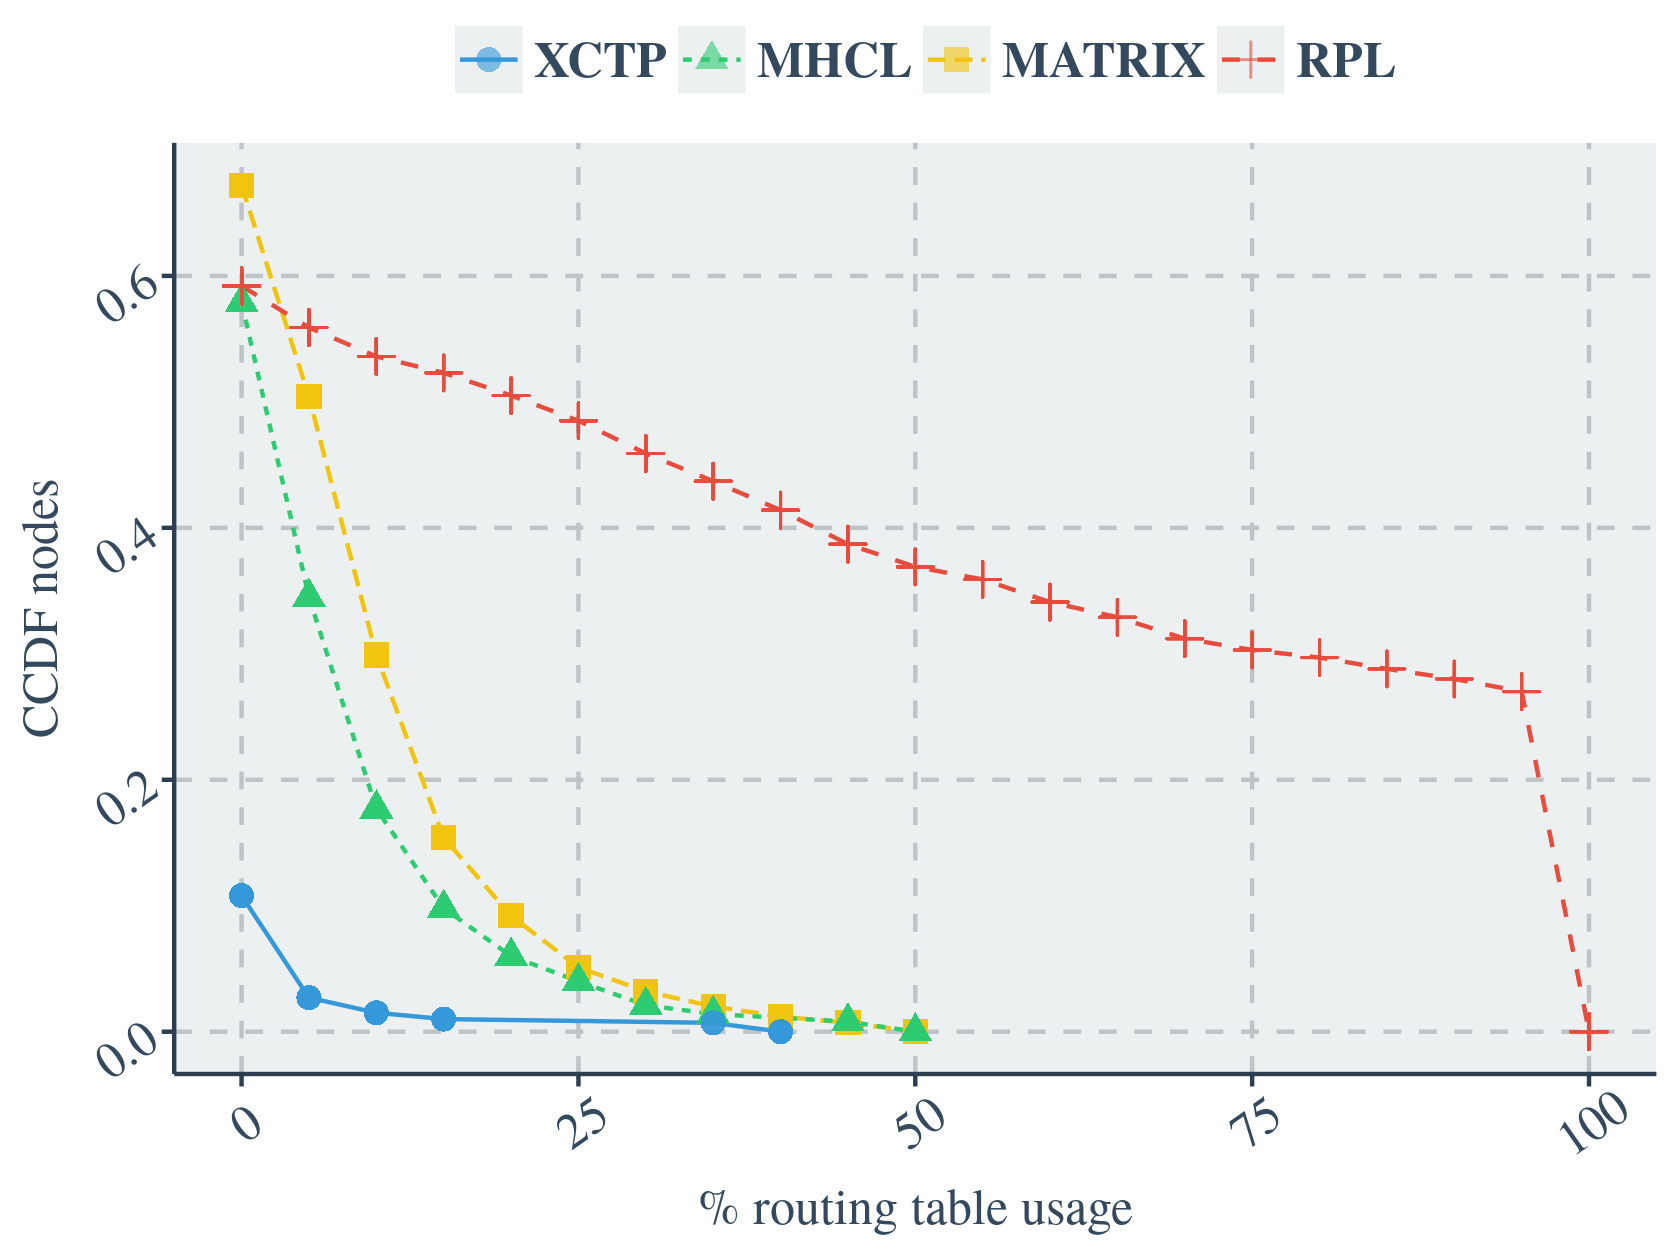 XCTP MHCL MATRIX RPL
CCDF nodes
0.6
0.4
0.2
0.0
0 25 50 75 100
% routing table usage